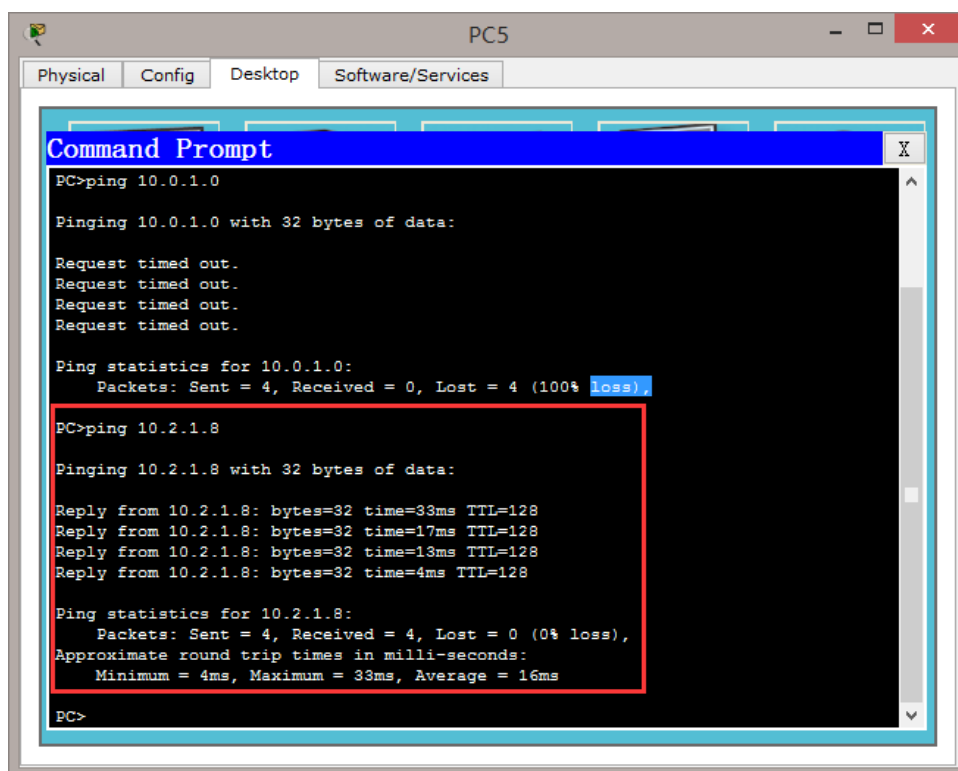 PC5
Physical Config Desktop Software/Services
Command Prompt X
PC>ping 10.0.1.0
Pinging 10.0.1.0 with 32 bytes of data:
Request timed out.
Request timed out.
Request timed out.
Request timed out.
Ping statistics for 10.0.1.0:
Packets: Sent = 4, Received = 0, Lost = 4 (100% loss),
PC>ping 10.2.1.8
Pinging 10.2.1.8 with 32 bytes of data:
Reply from 10.2.1.8: bytes=32 time=33ms TTL=128
Reply from 10.2.1.8: bytes=32 time=17ms TTL=128
Reply from 10.2.1.8: bytes=32 time=13ms TTL=128
Reply from 10.2.1.8: bytes=32 time=4ms TTL=128
Ping statistics for 10.2.1.8:
Packets: Sent = 4, Received = 4, Lost = 0 (0% loss),
Approximate round trip times in milli-seconds:
Minimum = 4ms, Maximum = 33ms, Average = 16ms
PC>